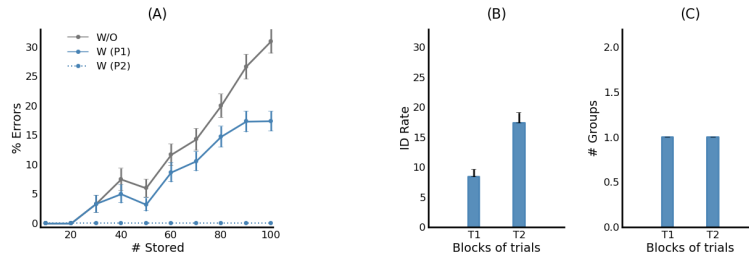 (A)
W/O
W (P1)
W (P2)
% Errors
30
25
20
15
10
5
0
20
40
60
80
100
# Stored
(B)
ID Rate
30
25
20
15
10
5
0
T1
T2
Blocks of trials
(C)
# Groups
2.0
1.5
1.0
0.5
0.0
T1
T2
Blocks of trials